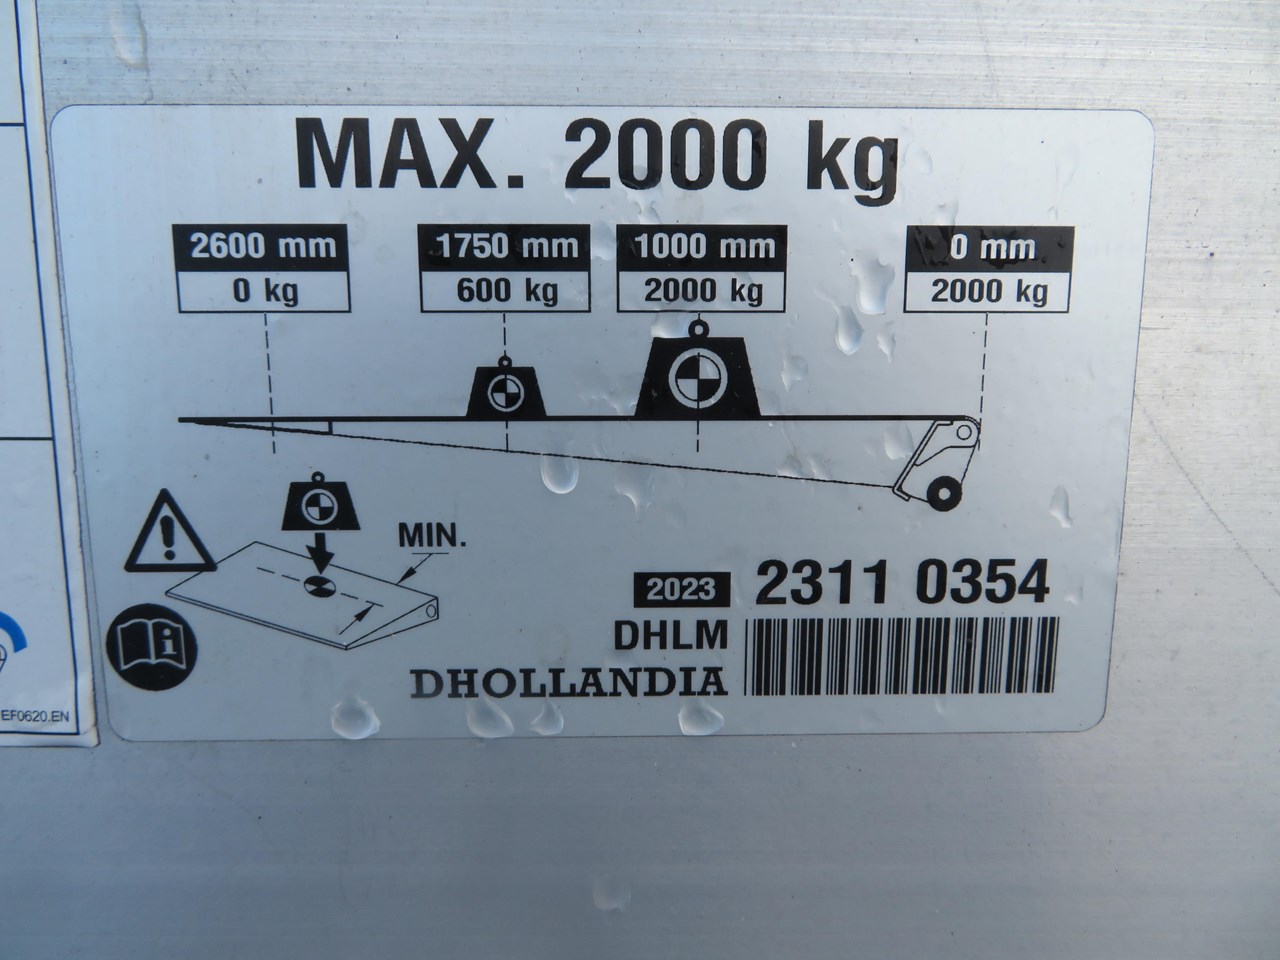 MAX. 2000 kg
2600 mm
0 kg
1750 mm
600 kg
1000 mm
2000 kg
0 mm
2000 kg
MIN.
2023 2311 0354
DHLM
DHOLLANDIA
EF0620.EN